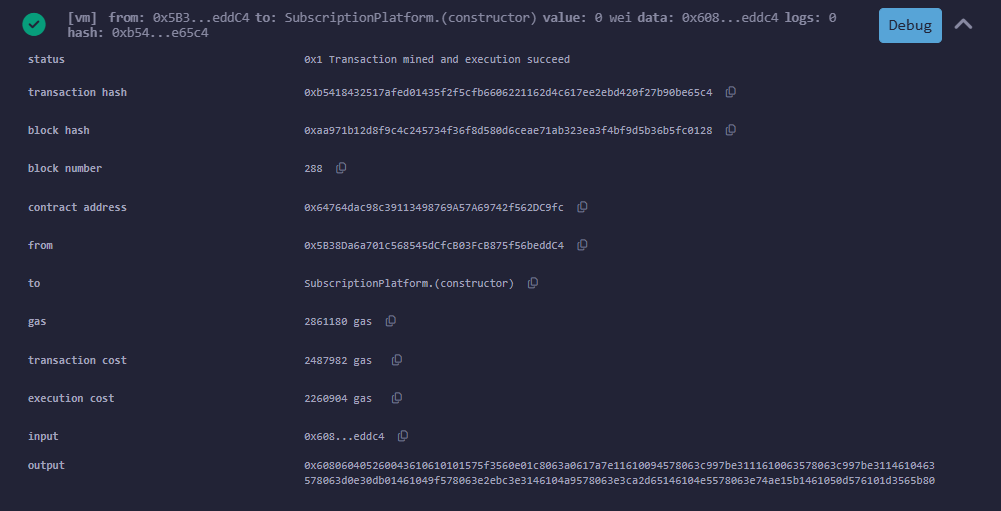 [vm] from: 0x5B3...eddC4 to: SubscriptionPlatform.(constructor) value: 0 wei data: 0x608...eddc4 logs: 0
hash: 0xb54...e65c4
Debug
status 0x1 Transaction mined and execution succeed
transaction hash 0xb5418432517afed01435f2f5cfb6606221162d4c617ee2ebd420f27b90be65c4
block hash 0xaa971b12d8f9c4c245734f36f8d580d6ceae71ab323ea3f4bf9d5b36b5fc0128
block number 288
contract address 0x64764dac98c39113498769A57A69742f562DC9fc
from 0x5B38Da6a701c568545dCfcB03FcB875f56beddC4
to SubscriptionPlatform.(constructor)
gas 2861180 gas
transaction cost 2487982 gas
execution cost 2260904 gas
input 0x608...eddc4
output 0x608060405260043610610101575f3560e01c8063a0617a7e11610094578063c997be3111610063578063c997be3114610463
578063d0e30db01461049f578063e2ebc3e3146104a9578063e3ca2d65146104e5578063e74ae15b1461050d576101d3565b80